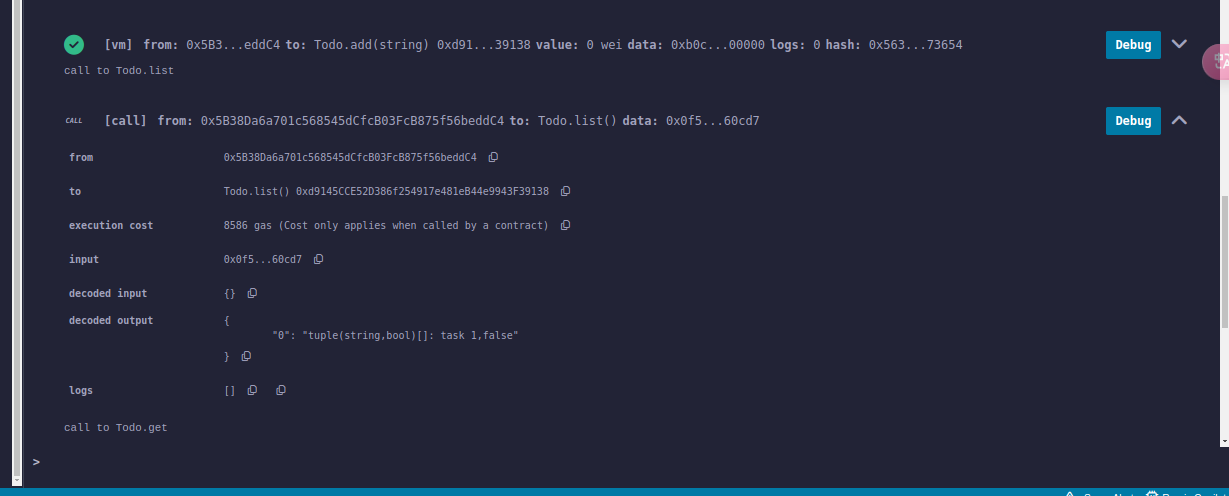 [vm] from: 0x5B3...eddC4 to: Todo.add(string) 0xd91...39138 value: 0 wei data: 0xb0c...00000 logs: 0 hash: 0x563...73654
Debug
call to Todo.list
CALL
[call] from: 0x5B38Da6a701c568545dCfcB03FcB875f56beddC4 to: Todo.list() data: 0x0f5...60cd7
Debug
from 0x5B38Da6a701c568545dCfcB03FcB875f56beddC4
to Todo.list() 0xd9145CCE52D386f254917e481eB44e9943F39138
execution cost 8586 gas (Cost only applies when called by a contract)
input 0x0f5...60cd7
decoded input {}
decoded output {
"0": "tuple(string,bool)[]: task 1,false"
}
logs []
call to Todo.get
>